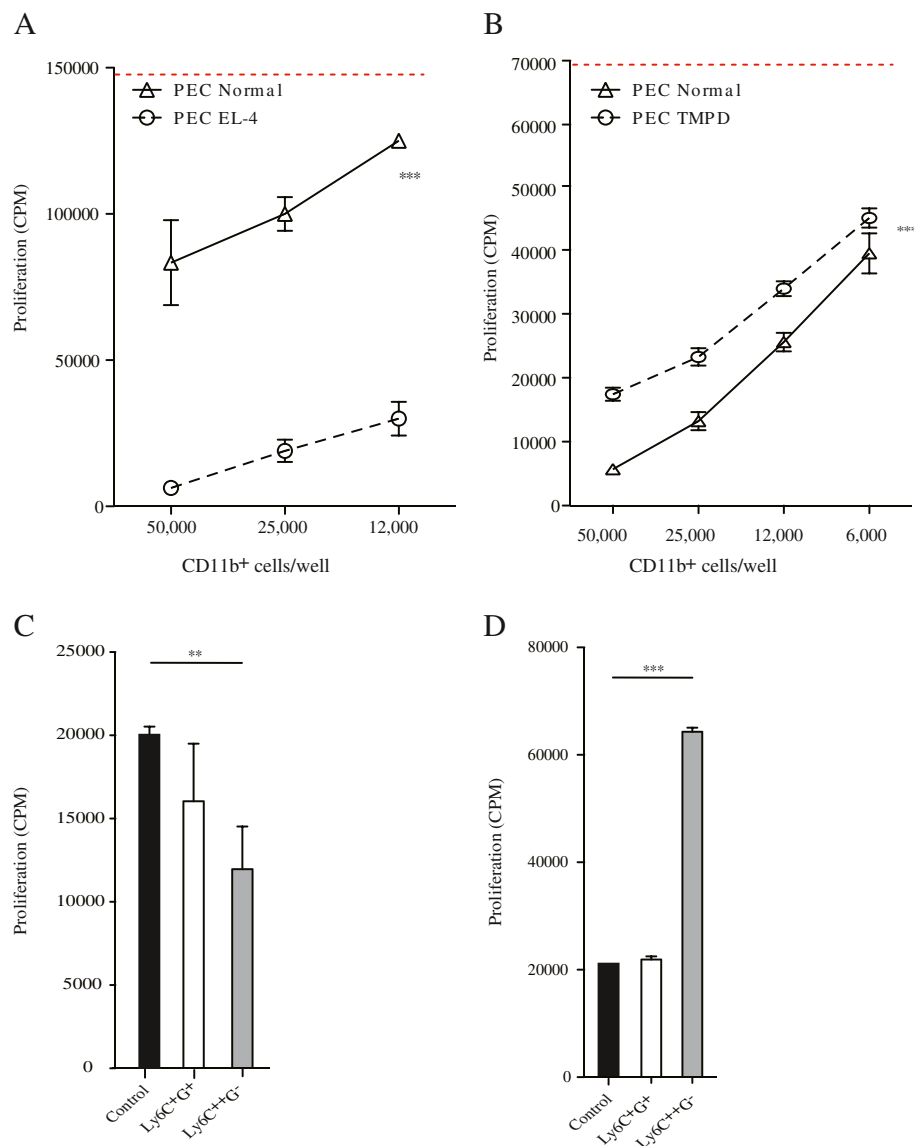 A
150000
PEC Normal
PEC EL-4
***
100000
50000
0
Proliferation (CPM)
50,000
25,000
12,000
CD11b+ cells/well
B
70000
PEC Normal
PEC TMPD
60000
50000
***
40000
30000
20000
10000
0
Proliferation (CPM)
50,000
25,000
12,000
6,000
CD11b+ cells/well
C
25000
**
20000
15000
10000
5000
0
Proliferation (CPM)
Control
Ly6C+G+
Ly6C++G-
D
80000
***
60000
40000
20000
0
Proliferation (CPM)
Control
Ly6C+G+
Ly6C++G-